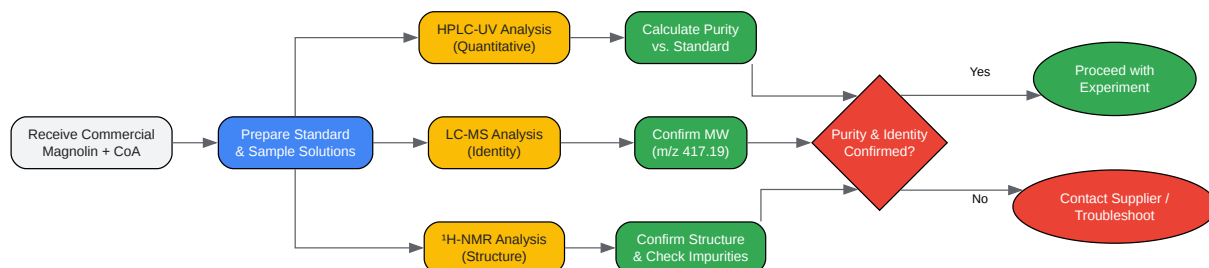 HPLC-UV Analysis
(Quantitative)
Calculate Purity
vs. Standard
Yes
Proceed with
Experiment
Receive Commercial
Magnolin + CoA
Prepare Standard
& Sample Solutions
LC-MS Analysis
(Identity)
Confirm MW
(m/z 417.19)
Purity & Identity
Confirmed?
No
Contact Supplier /
Troubleshoot
¹H-NMR Analysis
(Structure)
Confirm Structure
& Check Impurities